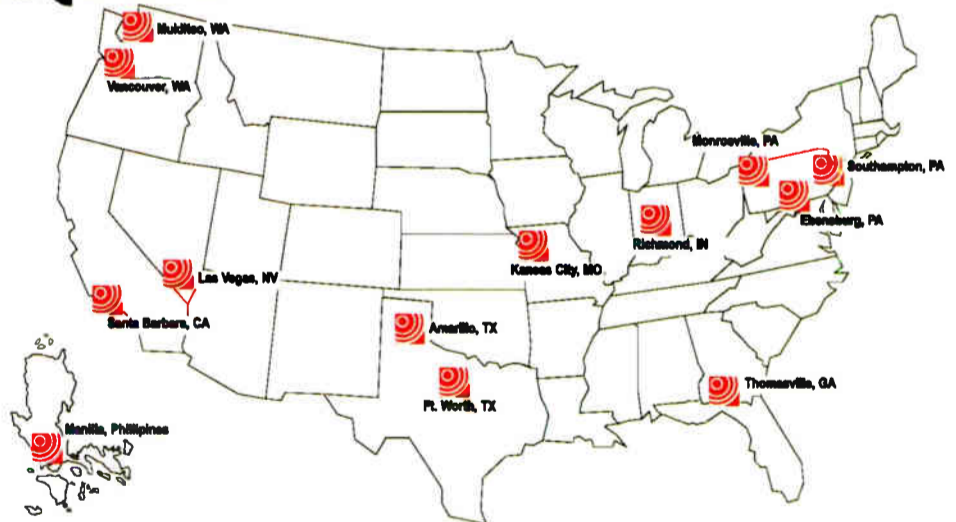 Mukilteo, WA
Vancouver, WA
Monroeville, PA
Southampton, PA
Ebensburg, PA
Richmond, IN
Kansas City, MO
Las Vegas, NV
Santa Barbara, CA
Amarillo, TX
Ft. Worth, TX
Thomasville, GA
Manilla, Phillipines